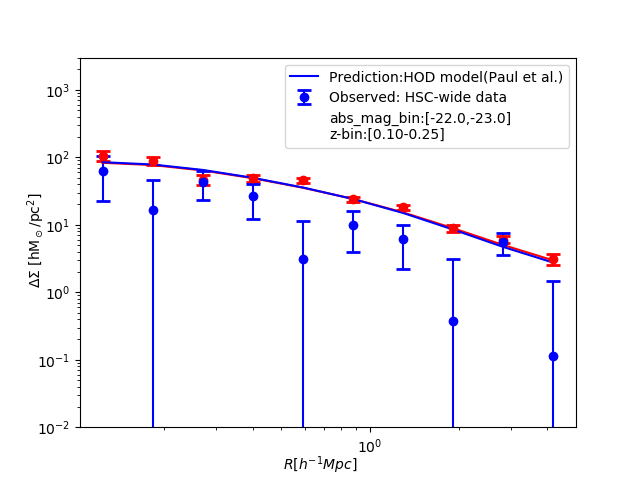 Prediction:HOD model(Paul et al.)
Observed: HSC-wide data
abs_mag_bin:[-22.0,-23.0]
z-bin:[0.10-0.25]
10³
10²
10¹
10⁰
10⁻¹
10⁻²
ΔΣ [hM⊙/pc²]
10⁰
R[h⁻¹Mpc]